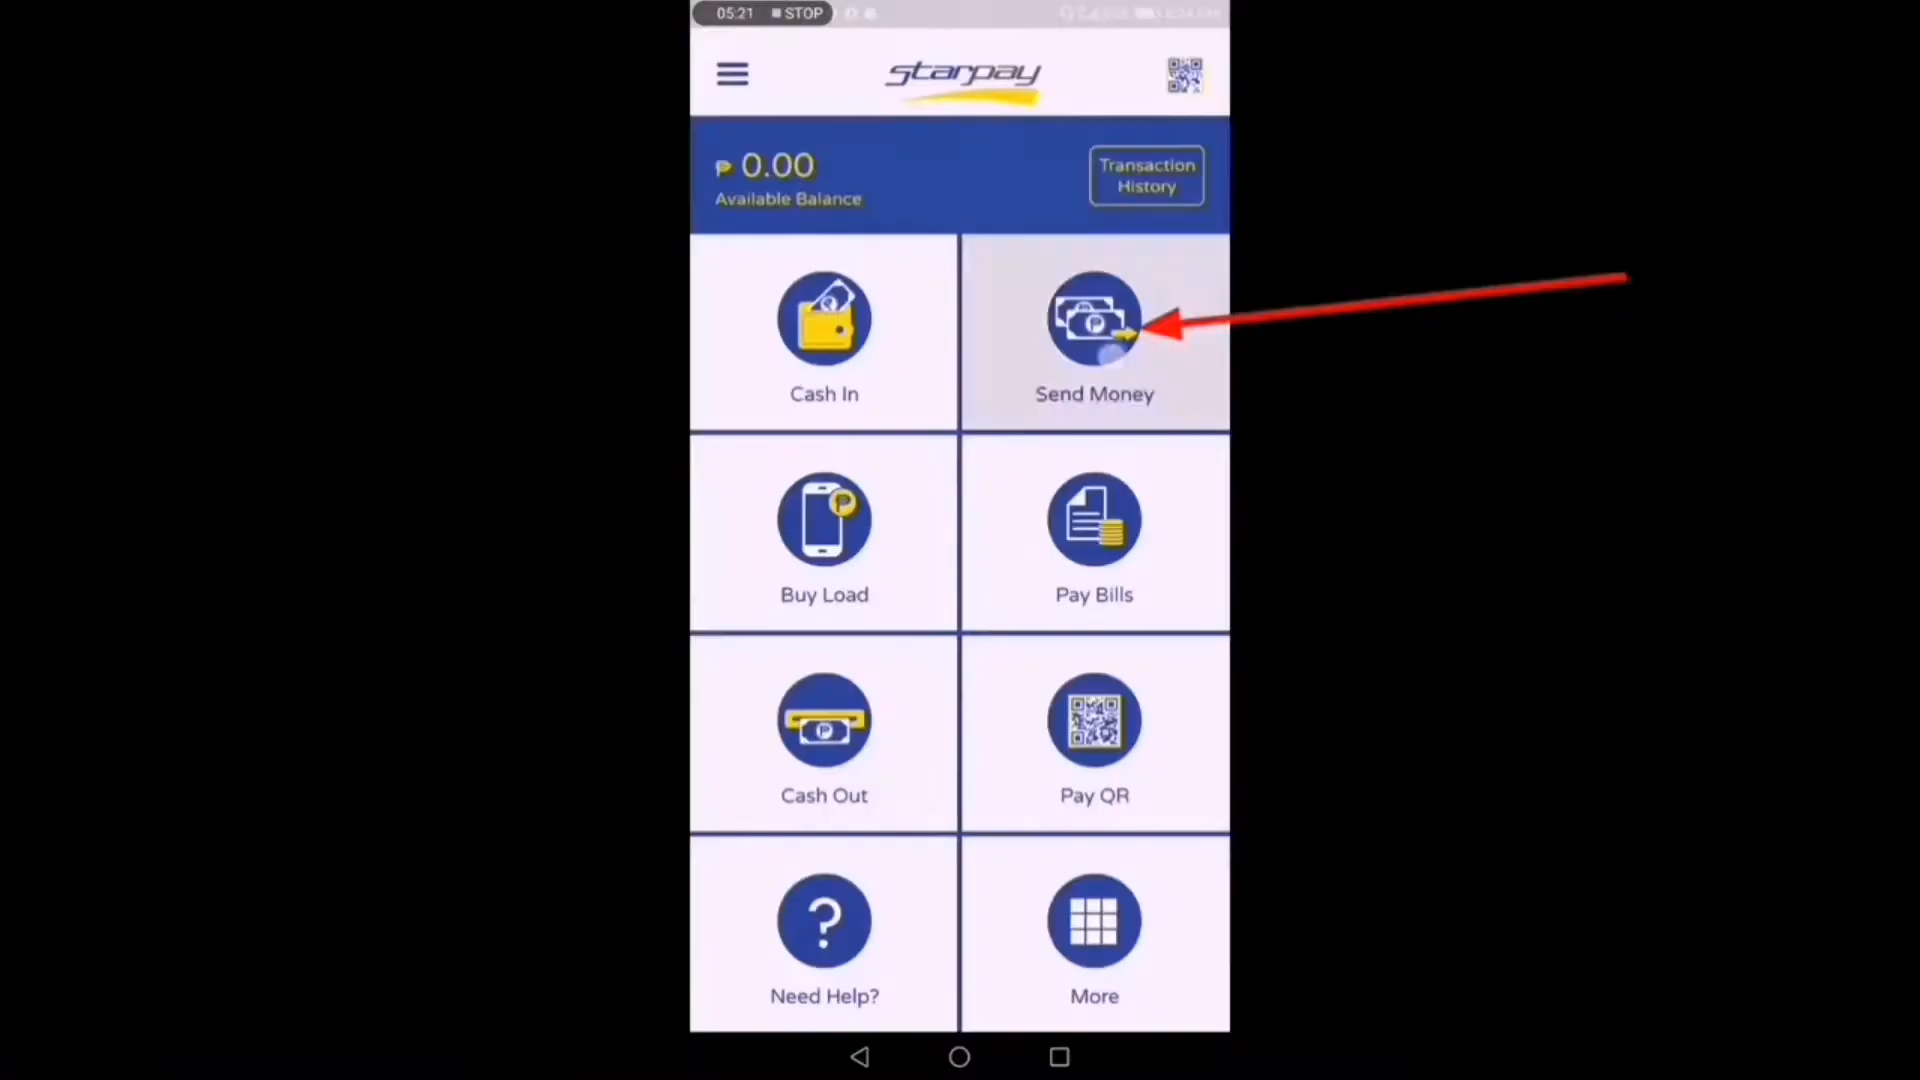 05:21 STOP
starpay
₱ 0.00
Available Balance
Transaction
History
Cash In
Send Money
Buy Load
Pay Bills
Cash Out
Pay QR
Need Help?
More